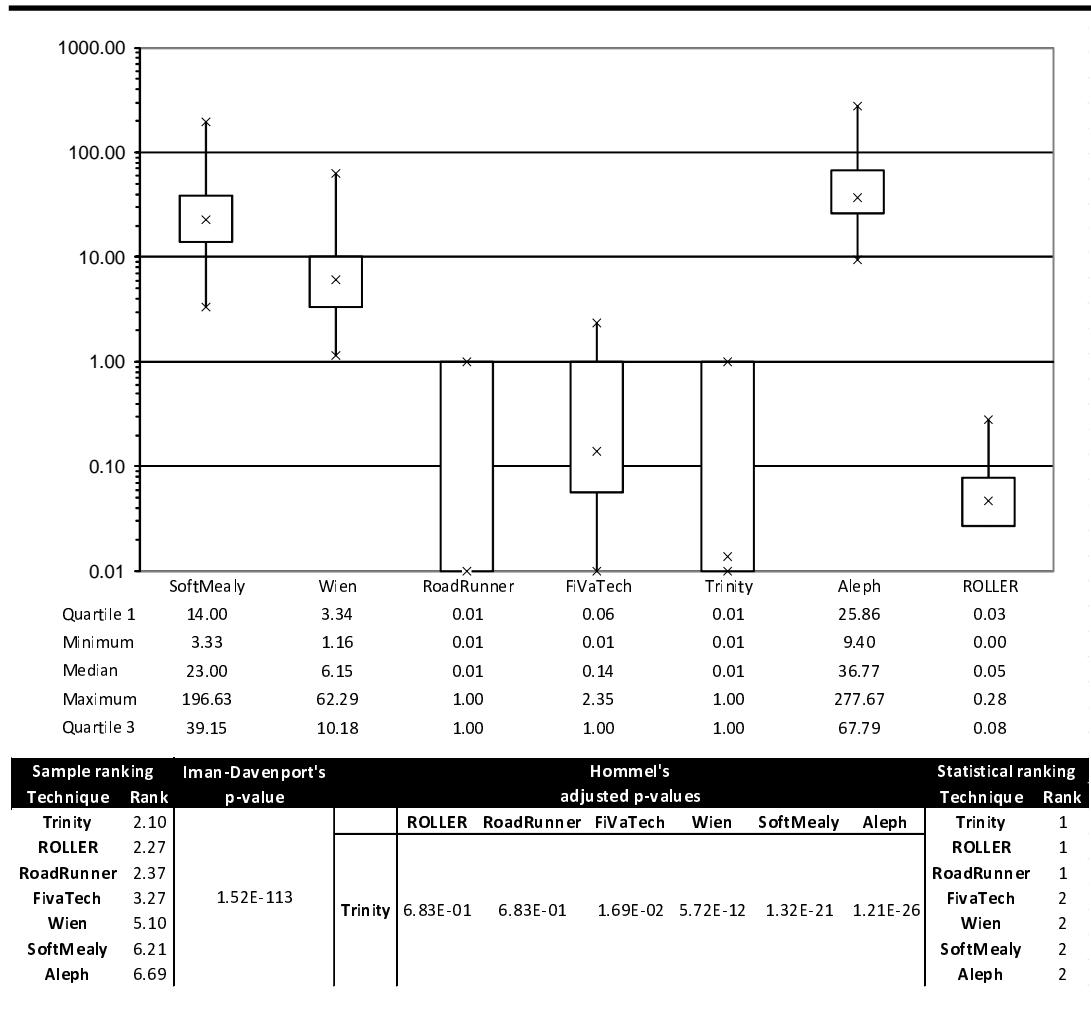 1000.00
100.00
10.00
1.00
0.10
0.01
SoftMealy Wien RoadRunner FiVaTech Trinity Aleph ROLLER
Quartile 1 14.00 3.34 0.01 0.06 0.01 25.86 0.03
Minimum 3.33 1.16 0.01 0.01 0.01 9.40 0.00
Median 23.00 6.15 0.01 0.14 0.01 36.77 0.05
Maximum 196.63 62.29 1.00 2.35 1.00 277.67 0.28
Quartile 3 39.15 10.18 1.00 1.00 1.00 67.79 0.08
Sample ranking Iman-Davenport's Hommel's Statistical ranking
Technique Rank p-value adjusted p-values Technique Rank
Trinity 2.10 ROLLER RoadRunner FiVaTech Wien SoftMealy Aleph Trinity 1
ROLLER 2.27 ROLLER 1
RoadRunner 2.37 RoadRunner 1
FivaTech 3.27 1.52E-113 FivaTech 2
Trinity 6.83E-01 6.83E-01 1.69E-02 5.72E-12 1.32E-21 1.21E-26
Wien 5.10 Wien 2
SoftMealy 6.21 SoftMealy 2
Aleph 6.69 Aleph 2